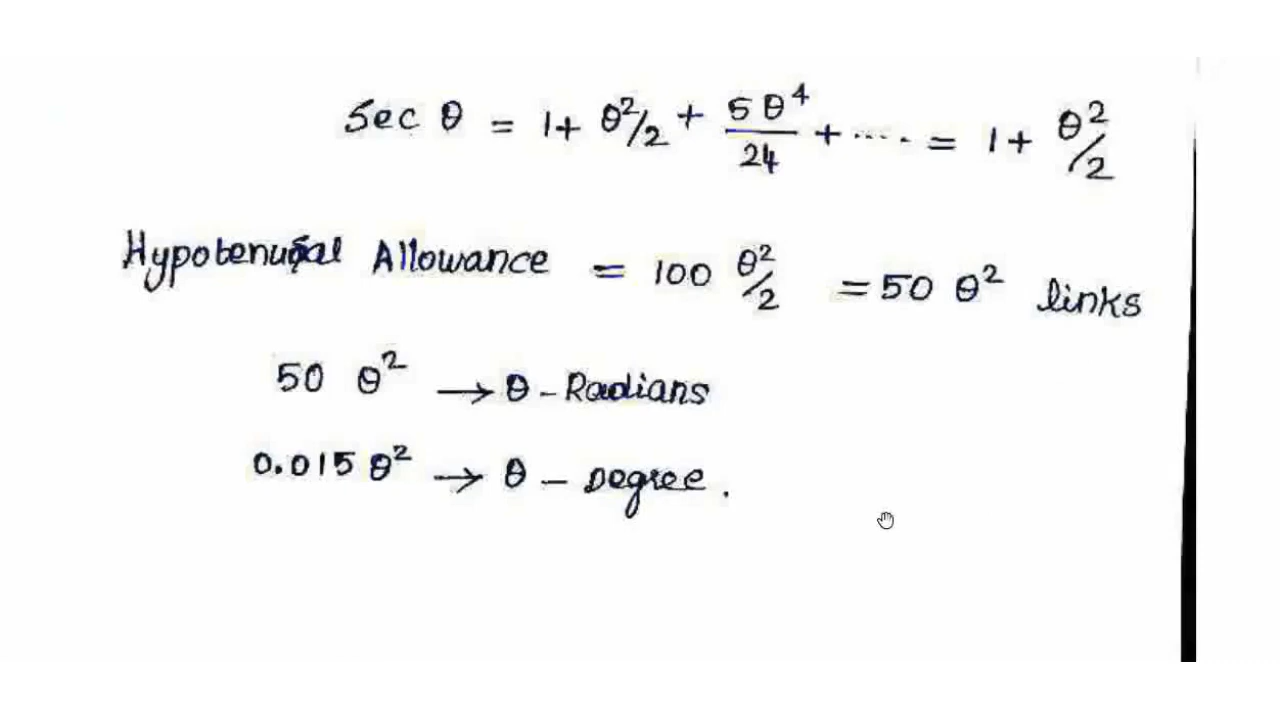 Sec θ = 1+ θ²/2 + 5θ⁴/24 + ..... = 1 + θ²/2
Hypotenusal Allowance = 100 θ²/2 = 50 θ² links
50 θ² → θ - Radians
0.015 θ² → θ - Degree.